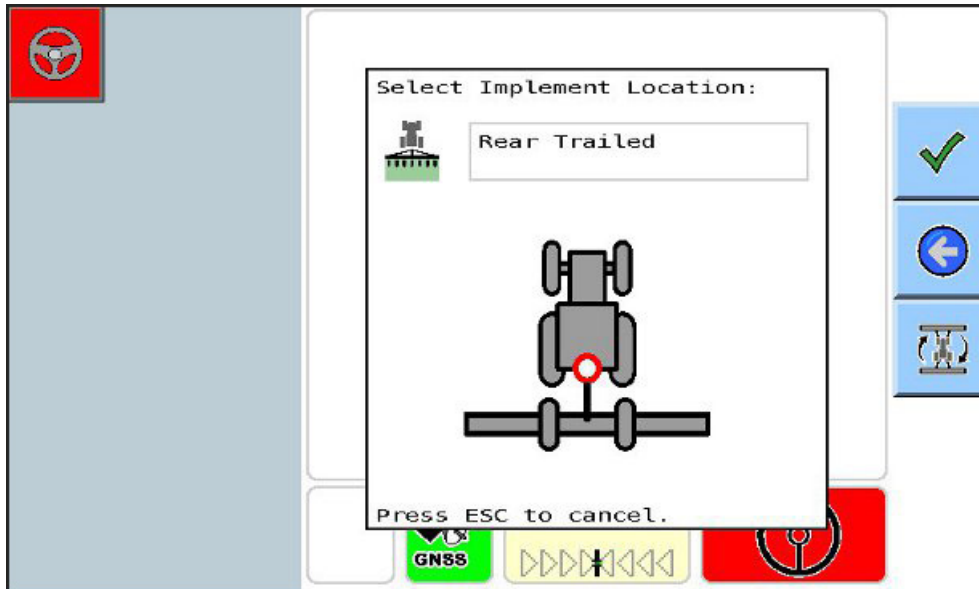 Select Implement Location:
Rear Trailed
Press ESC to cancel.
GNSS